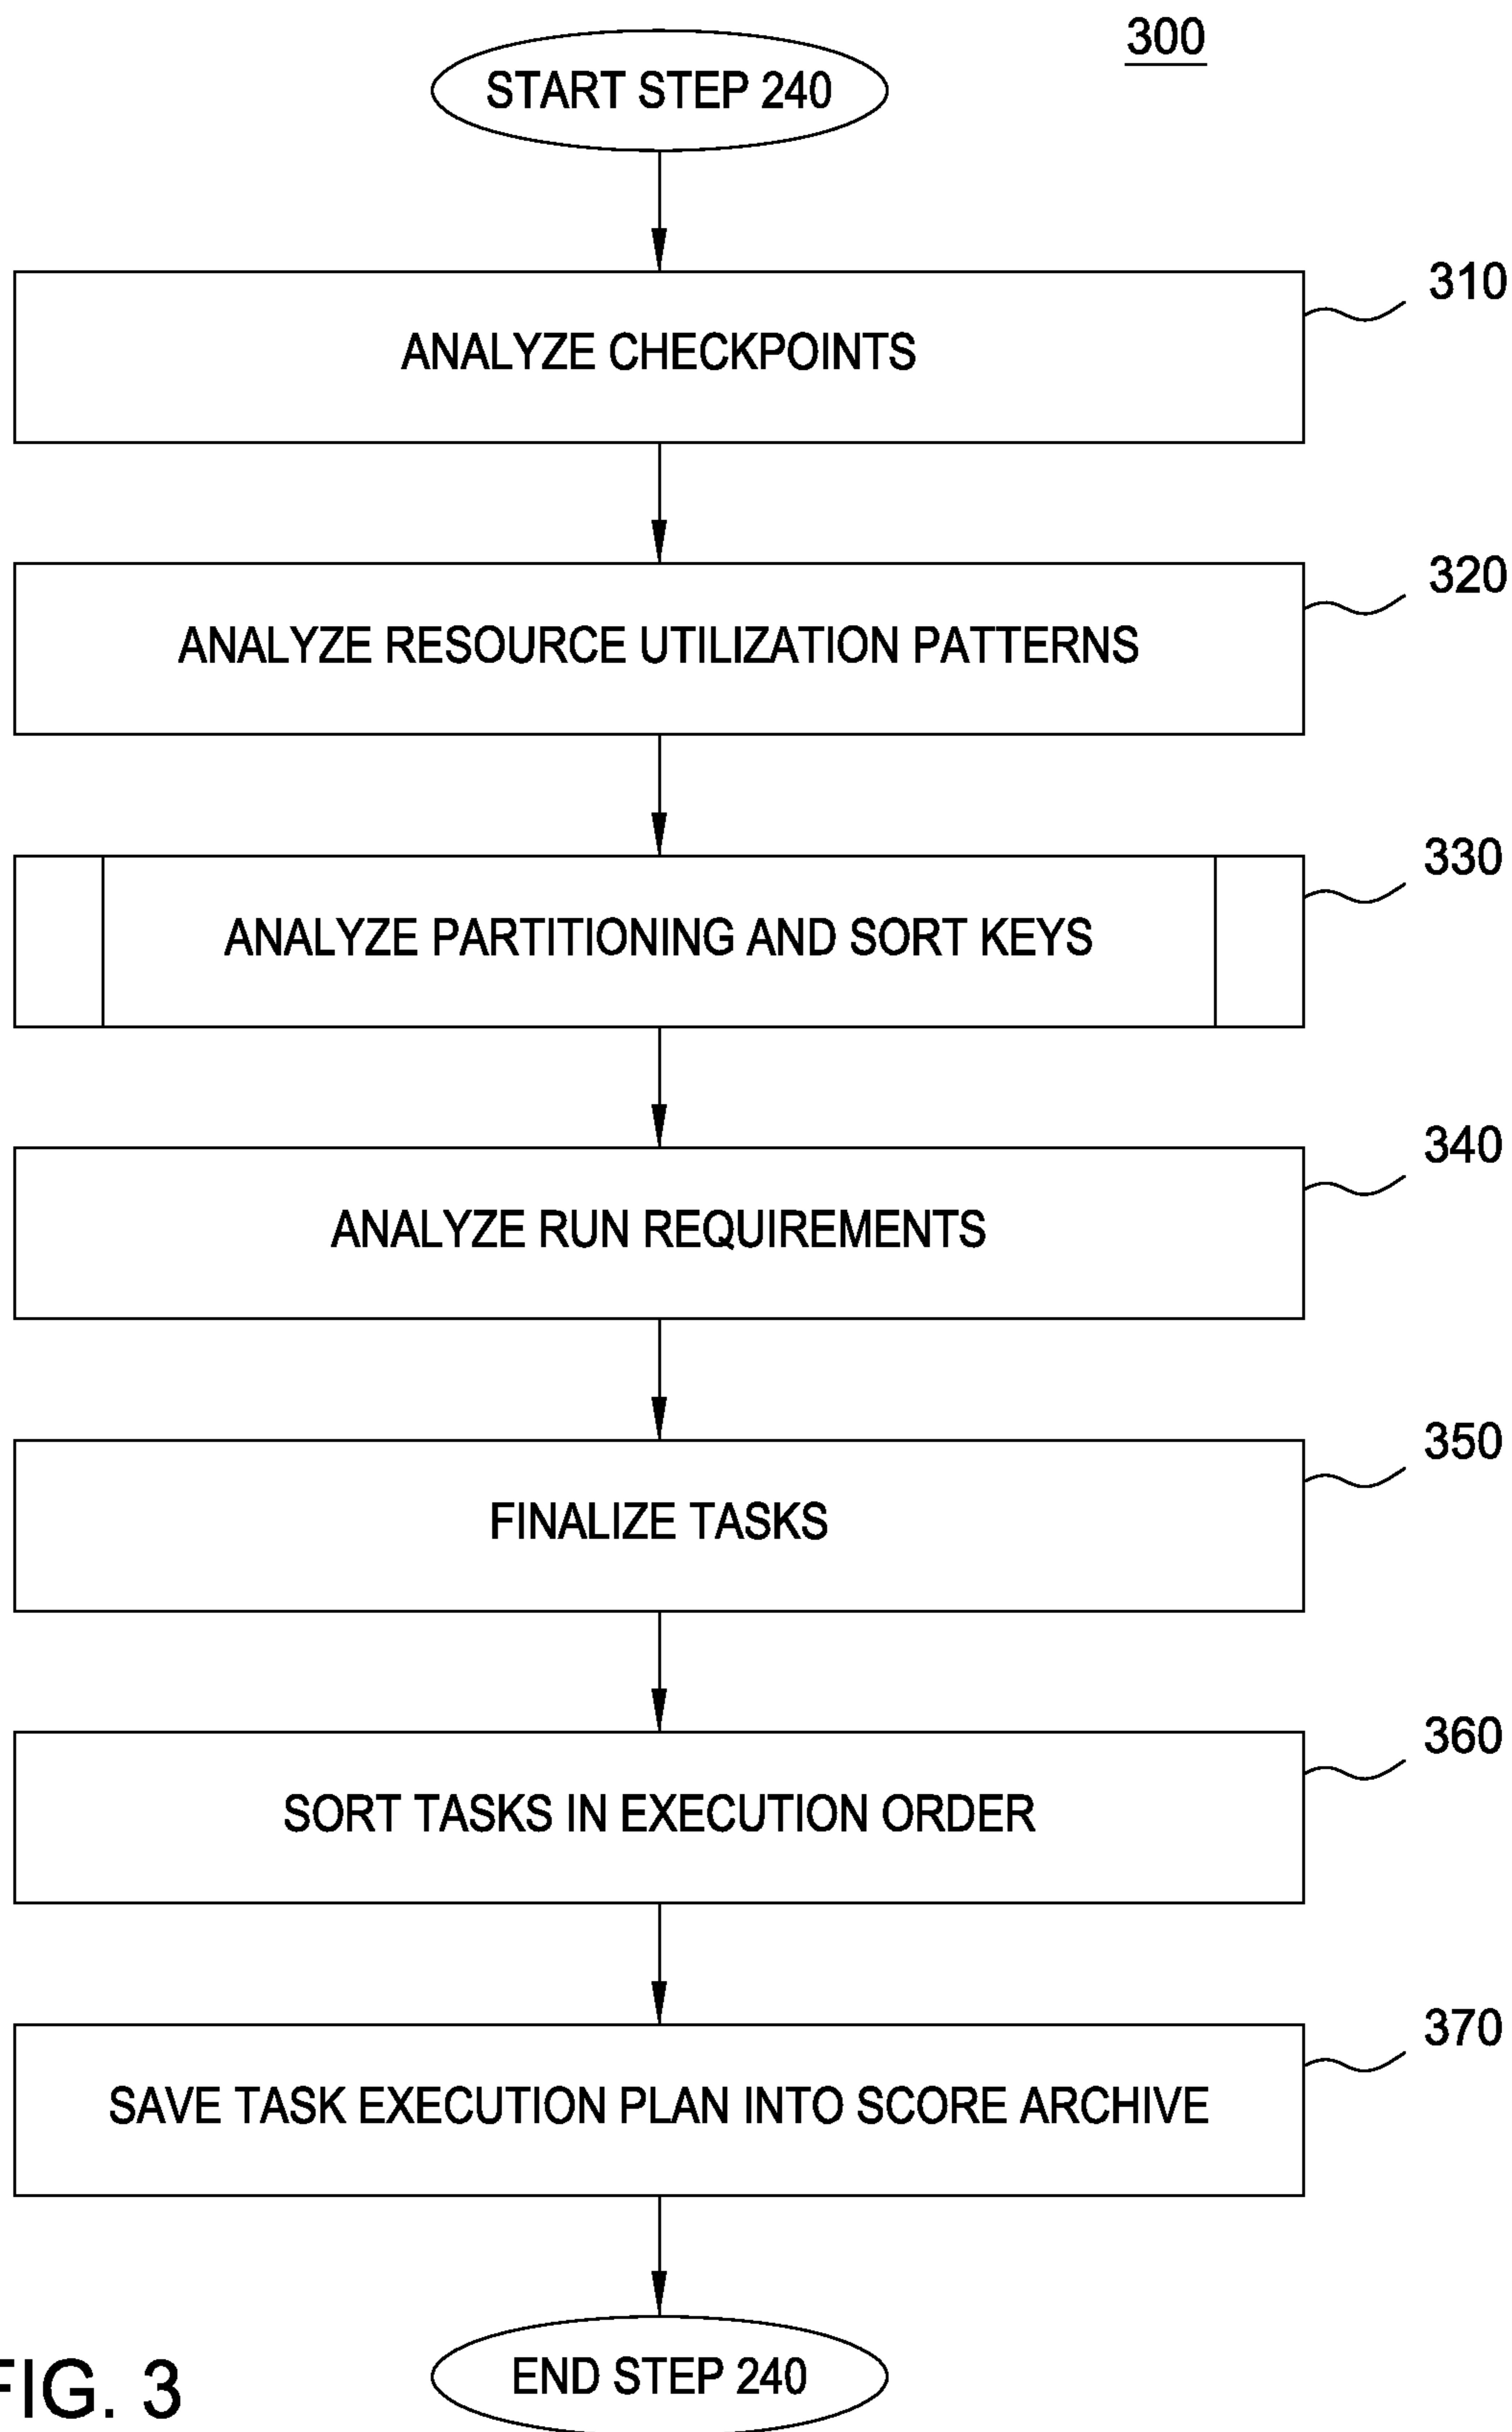 300
START STEP 240
310
ANALYZE CHECKPOINTS
320
ANALYZE RESOURCE UTILIZATION PATTERNS
330
ANALYZE PARTITIONING AND SORT KEYS
340
ANALYZE RUN REQUIREMENTS
350
FINALIZE TASKS
360
SORT TASKS IN EXECUTION ORDER
370
SAVE TASK EXECUTION PLAN INTO SCORE ARCHIVE
END STEP 240
FIG. 3